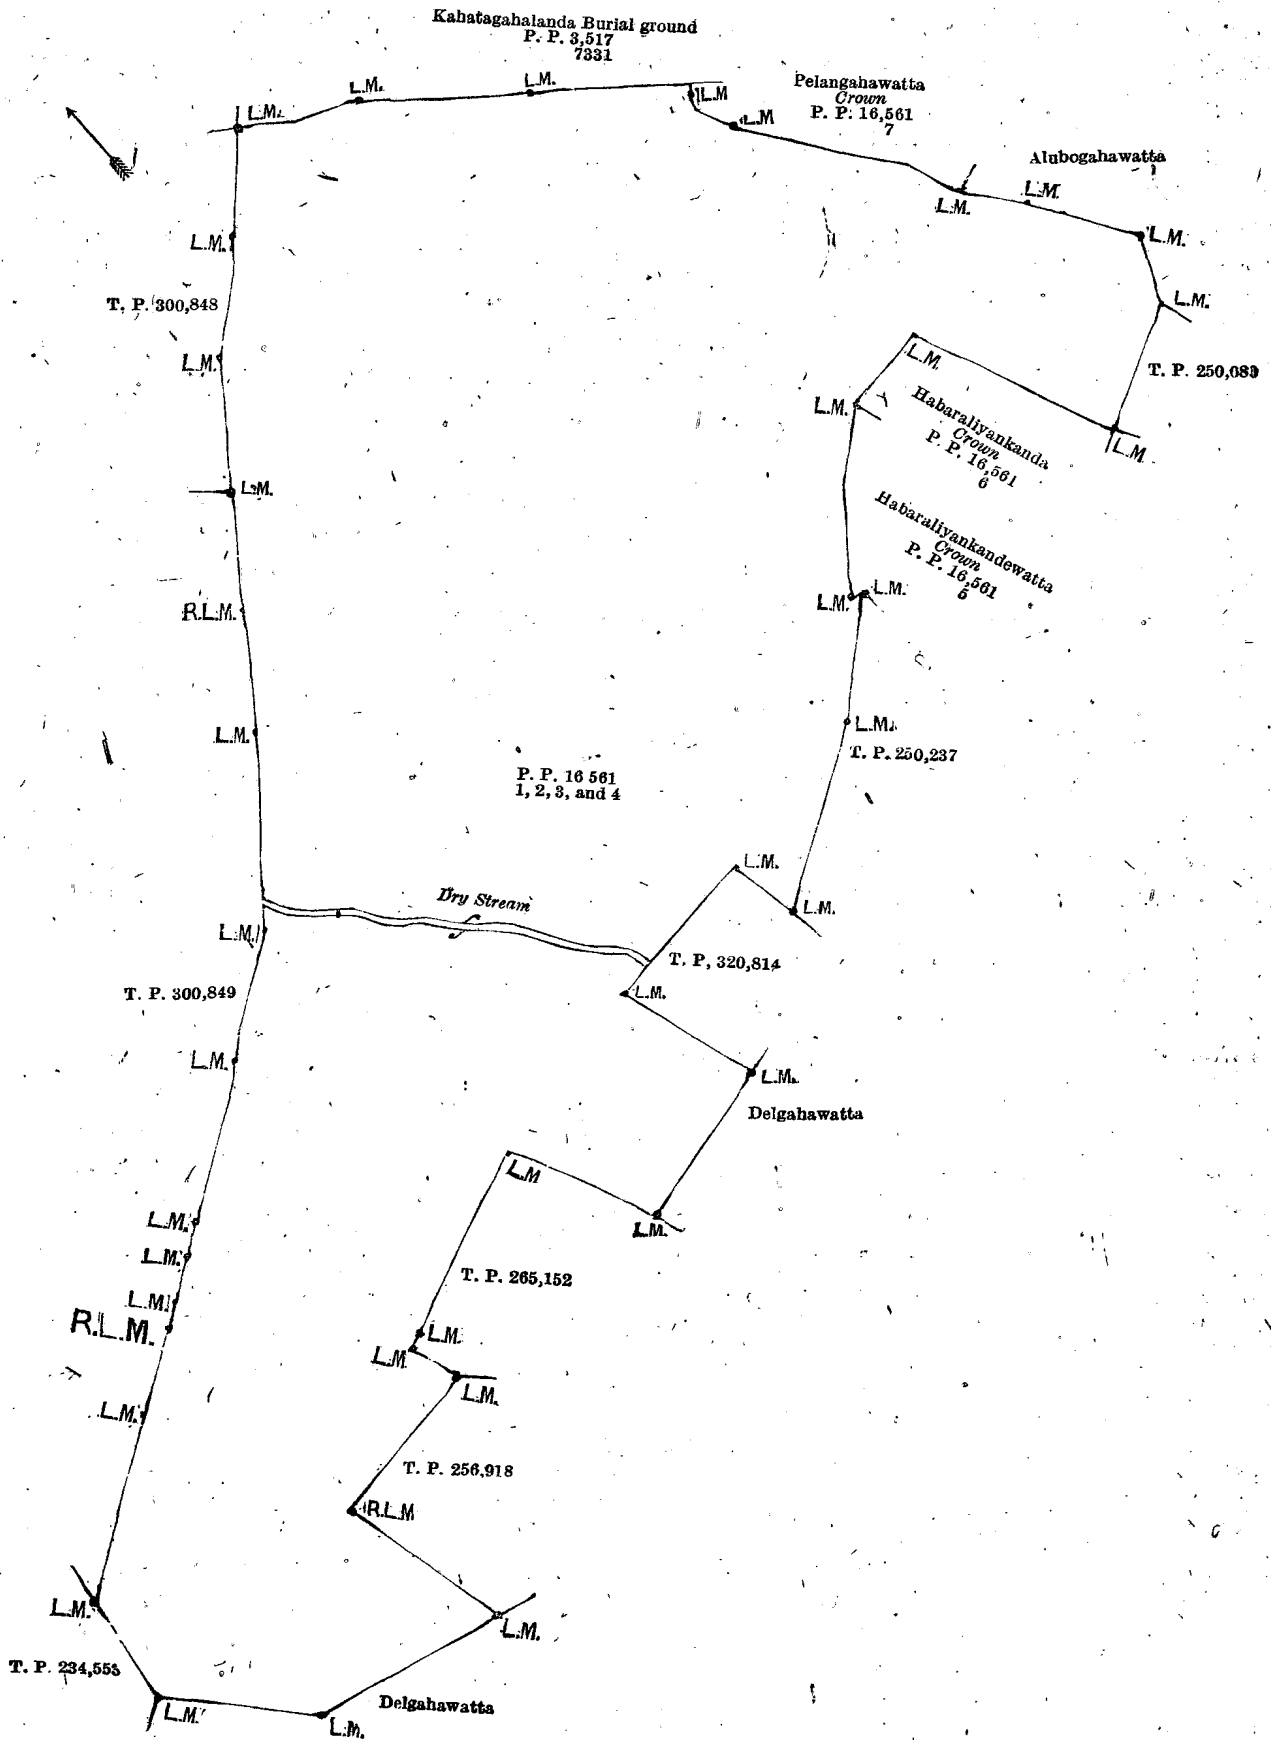 Kahatagahalanda Burial ground
P. P. 3,517
7331
L.M.
L.M.
L.M.
L.M
Pelangahawatta
Crown
P. P. 16,561
7
L.M
Alubogahawatta
L.M.
L.M.
L.M.
L.M.
L.M.
T. P. 300,848
L.M.
L.M.
T. P. 250,089
L.M.
L.M.
Habaraliyankanda
Crown
P. P. 16,561
6
L.M.
L.M.
Habaraliyankandewatta
Crown
P. P. 16,561
5
R.L.M.
L.M.
L.M.
L.M.
L.M.
T. P. 250,237
P. P. 16 561
1, 2, 3, and 4
L.M.
Dry Stream
L.M.
L.M.
T. P. 320,814
T. P. 300,849
L.M.
L.M.
L.M.
Delgahawatta
L.M
L.M.
L.M.
L.M.
T. P. 265,152
L.M.
R.L.M.
L.M.
L.M.
L.M.
L.M.
T. P. 256,918
R.L.M
L.M.
L.M.
T. P. 234,553
L.M.
Delgahawatta
L.M.